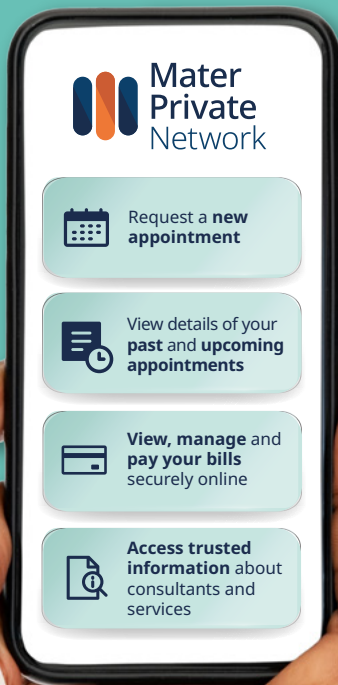 Mater
Private
Network
Request a new
appointment
View details of your
past and upcoming
appointments
View, manage and
pay your bills
securely online
Access trusted
information about
consultants and
services